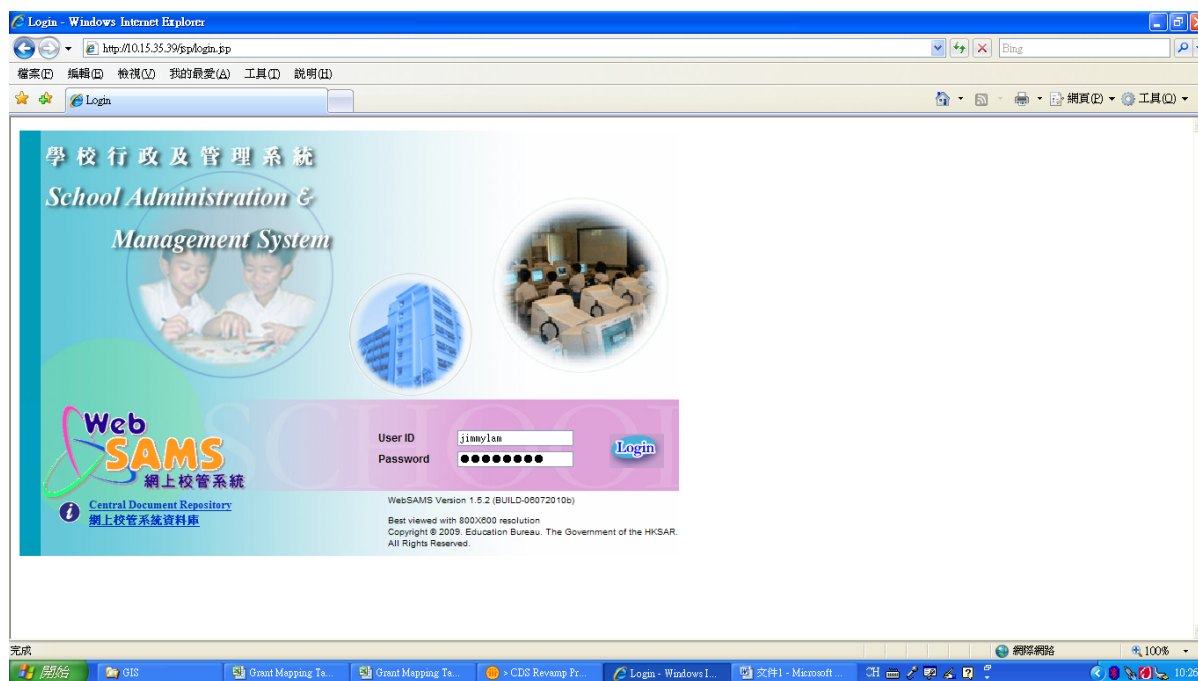 Login - Windows Internet Explorer
http://10.15.35.39/jsp/login.jsp
Bing
檔案(F) 編輯(E) 檢視(V) 我的最愛(A) 工具(T) 說明(H)
Login
網頁(P) 工具(O)
學校行政及管理系統
School Administration &
Management System
SCHOOL
Web
SAMS
網上校管系統
User ID jimmylam
Password ●●●●●●●●
Login
Central Document Repository
網上校管系統資料庫
WebSAMS Version 1.5.2 (BUILD-06072010b)
Best viewed with 800X600 resolution
Copyright © 2009. Education Bureau. The Government of the HKSAR.
All Rights Reserved.
完成 網際網路 100%
開始 GIS Grant Mapping Ta... Grant Mapping Ta... > CDS Revamp Pr... Login - Windows I... 文件1 - Microsoft ... CH 10:26